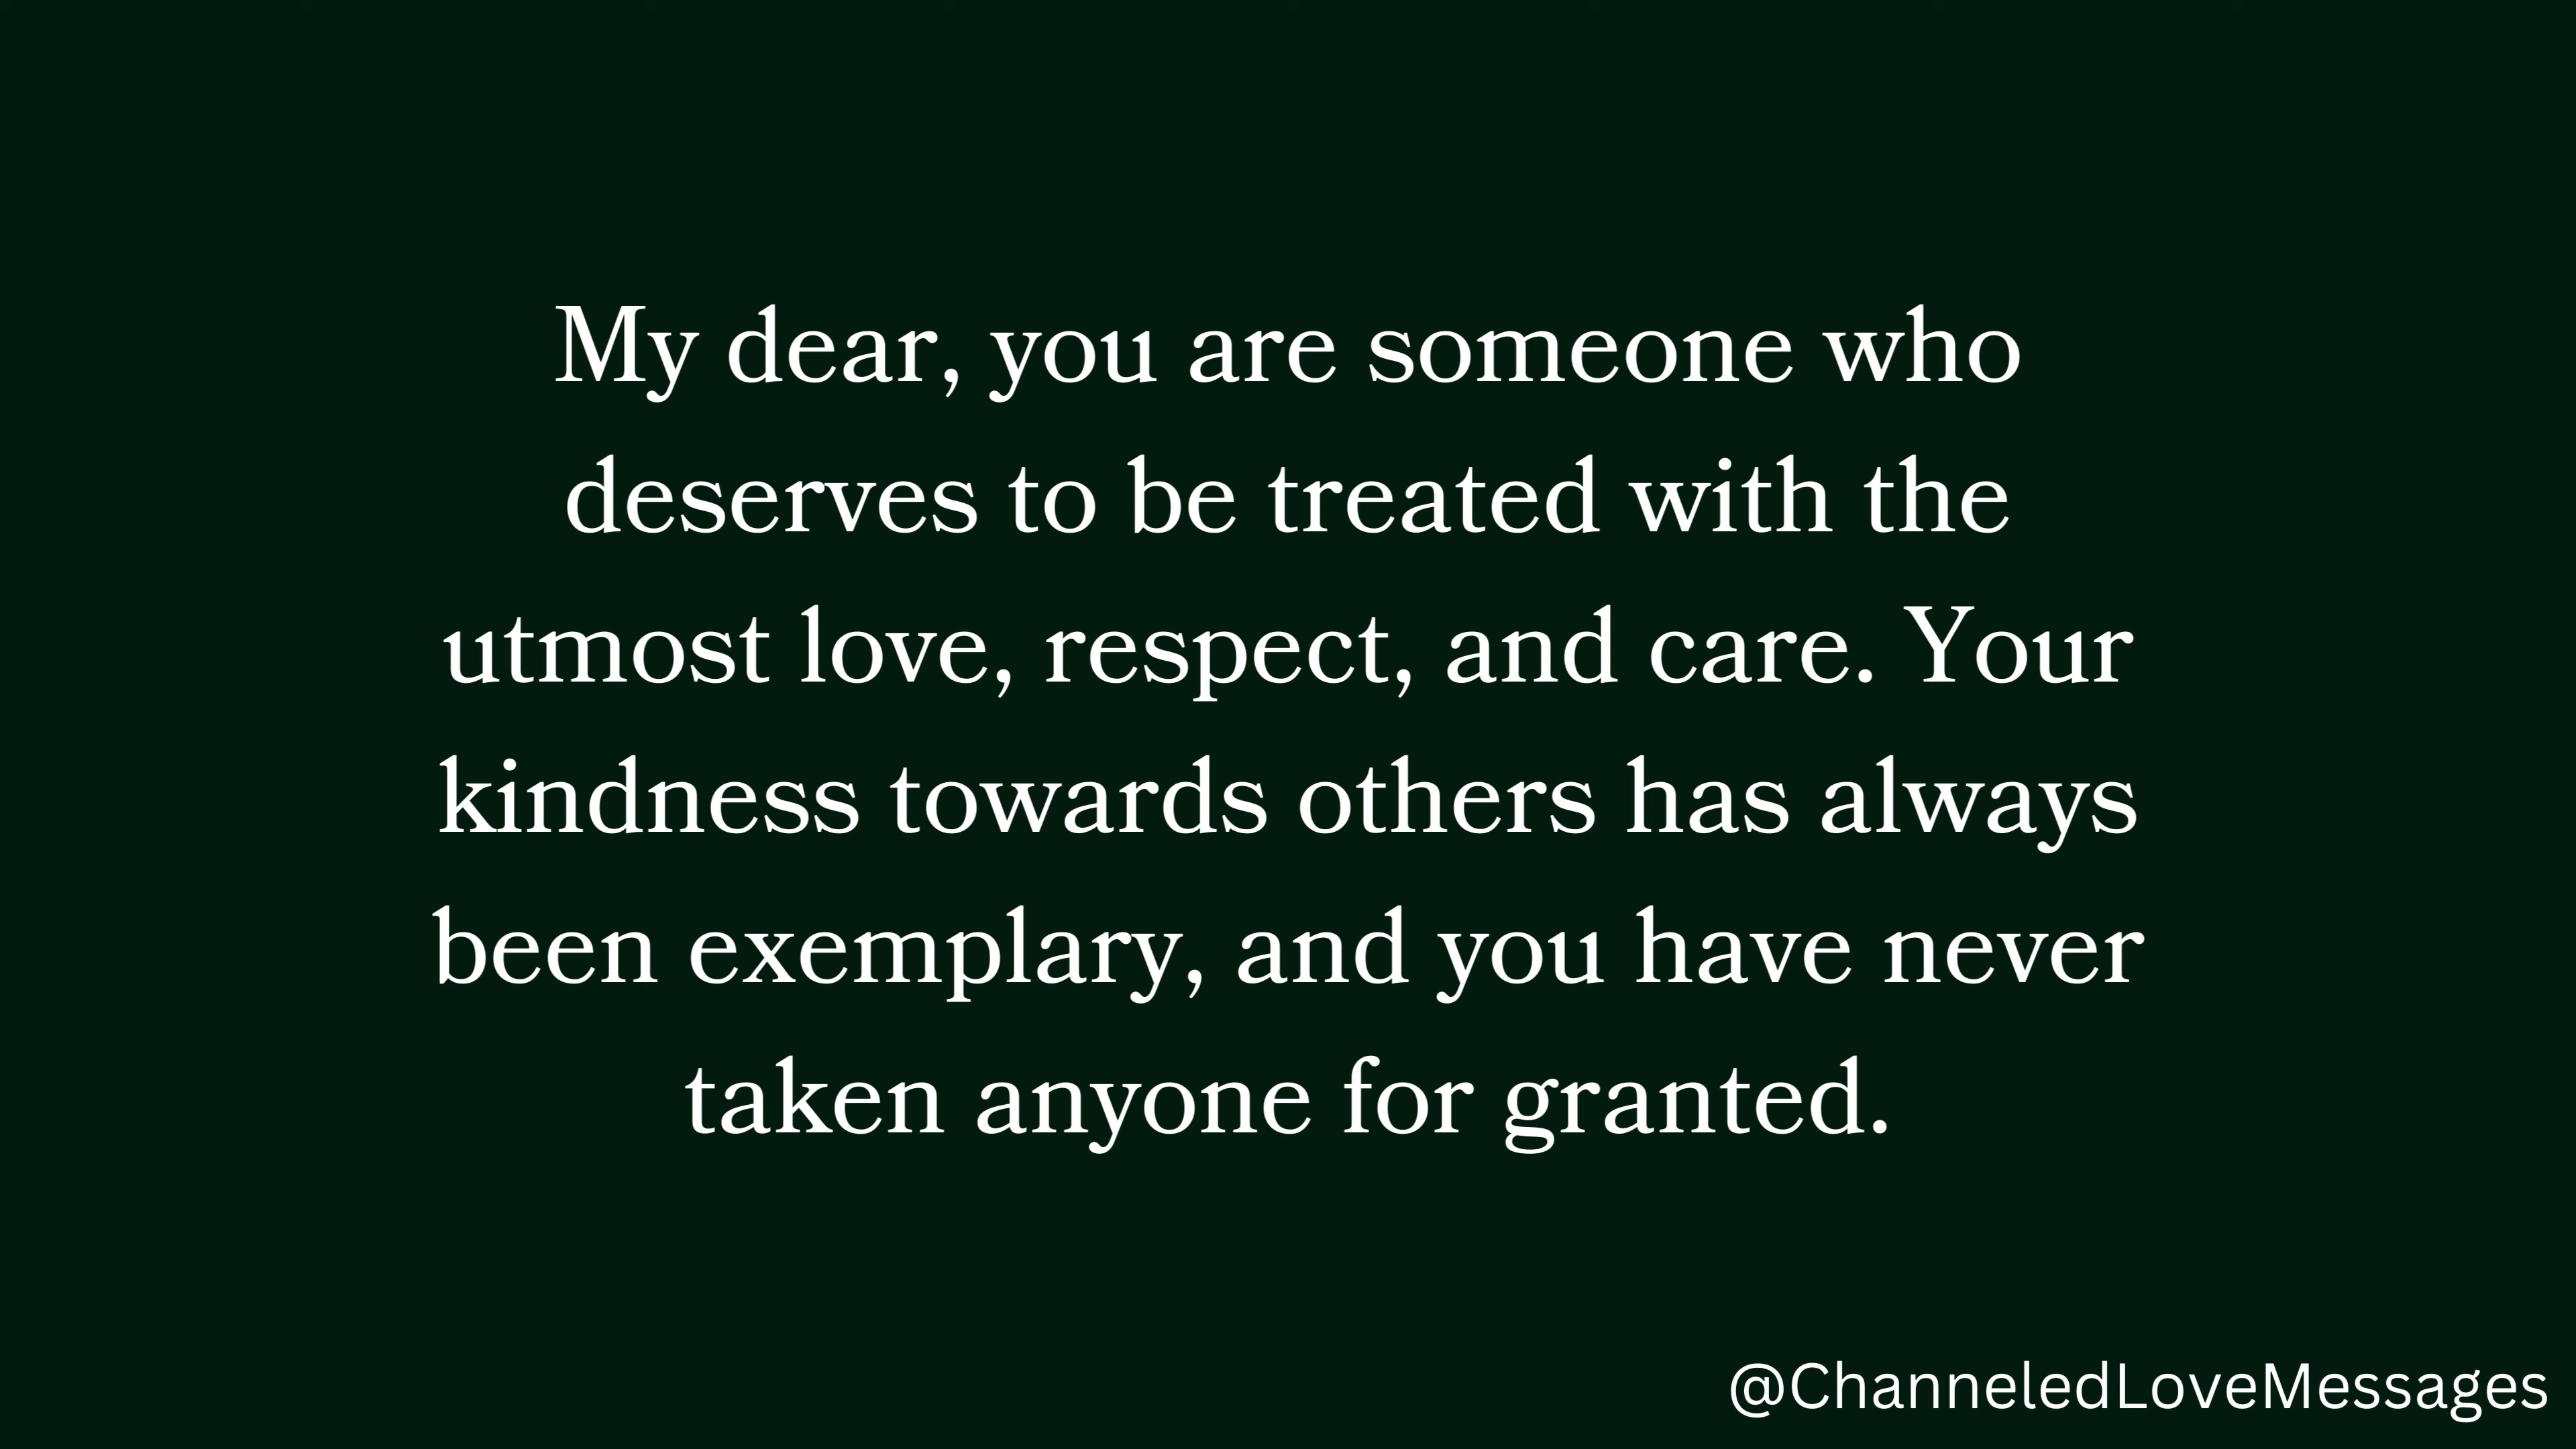 My dear, you are someone who
deserves to be treated with the
utmost love, respect, and care. Your
kindness towards others has always
been exemplary, and you have never
taken anyone for granted.
@ChanneledLoveMessages